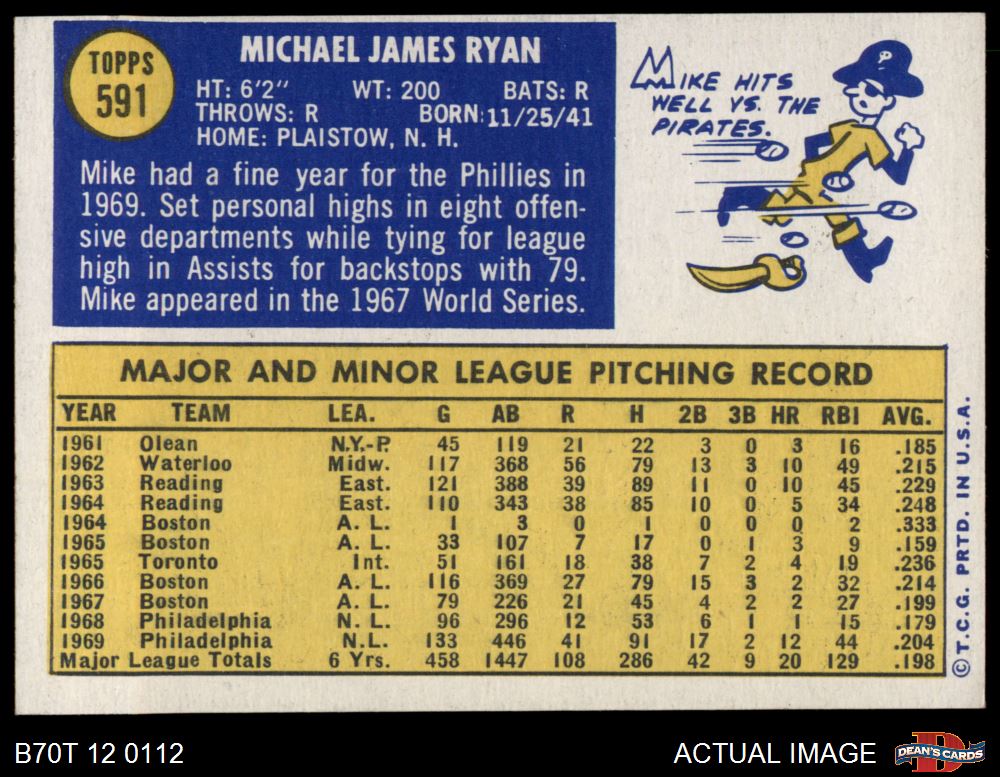 TOPPS
591
MICHAEL JAMES RYAN
HT: 6'2" WT: 200 BATS: R
THROWS: R BORN: 11/25/41
HOME: PLAISTOW, N. H.
Mike had a fine year for the Phillies in
1969. Set personal highs in eight offen-
sive departments while tying for league
high in Assists for backstops with 79.
Mike appeared in the 1967 World Series.
MIKE HITS
WELL VS. THE
PIRATES.
P
MAJOR AND MINOR LEAGUE PITCHING RECORD
YEAR TEAM LEA. G AB R H 2B 3B HR RBI AVG.
1961 Olean N.Y.-P. 45 119 21 22 3 0 3 16 .185
1962 Waterloo Midw. 117 368 56 79 13 3 10 49 .215
1963 Reading East. 121 388 39 89 11 0 10 45 .229
1964 Reading East. 110 343 38 85 10 0 5 34 .248
1964 Boston A. L. 1 3 0 1 0 0 0 2 .333
1965 Boston A. L. 33 107 7 17 0 1 3 9 .159
1965 Toronto Int. 51 161 18 38 7 2 4 19 .236
1966 Boston A. L. 116 369 27 79 15 3 2 32 .214
1967 Boston A. L. 79 226 21 45 4 2 2 27 .199
1968 Philadelphia N. L. 96 296 12 53 6 1 1 15 .179
1969 Philadelphia N.L. 133 446 41 91 17 2 12 44 .204
Major League Totals 6 Yrs. 458 1447 108 286 42 9 20 129 .198
© T.C.G. PRTD. IN U.S.A.
B70T 12 0112
ACTUAL IMAGE
D
DEAN'S CARDS